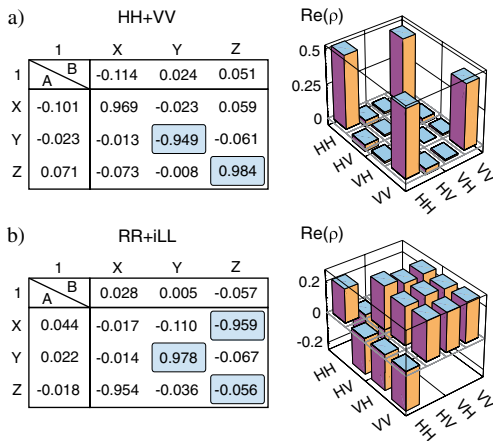 a) HH+VV Re(ρ)
1 X Y Z
A B
1 -0.114 0.024 0.051
X -0.101 0.969 -0.023 0.059
Y -0.023 -0.013 -0.949 -0.061
Z 0.071 -0.073 -0.008 0.984
0.5
0.25
0
HH HV VH VV
HH HV VH VV
b) RR+iLL Re(ρ)
1 X Y Z
A B
1 0.028 0.005 -0.057
X 0.044 -0.017 -0.110 -0.959
Y 0.022 -0.014 0.978 -0.067
Z -0.018 -0.954 -0.036 -0.056
0.2
0
-0.2
HH HV VH VV
HH HV VH VV